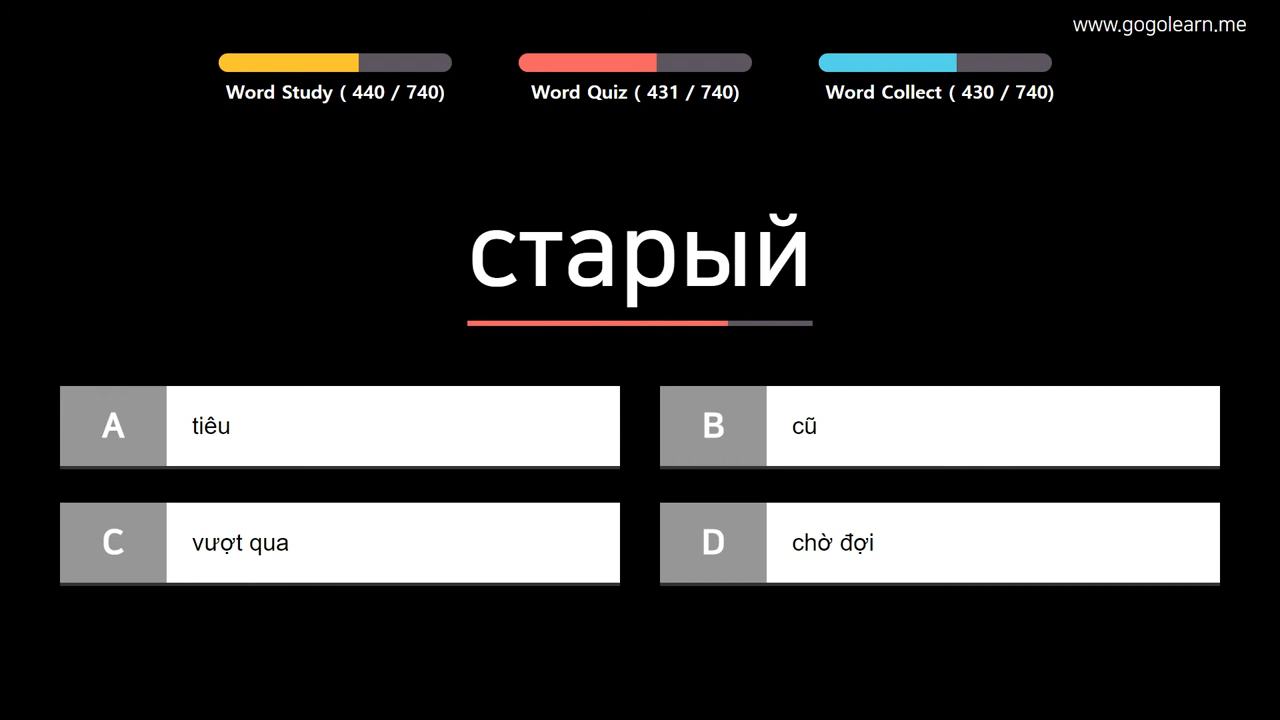 www.gogolearn.me
Word Study ( 440 / 740)
Word Quiz ( 431 / 740)
Word Collect ( 430 / 740)
старый
A tiêu
B cũ
C vượt qua
D chờ đợi